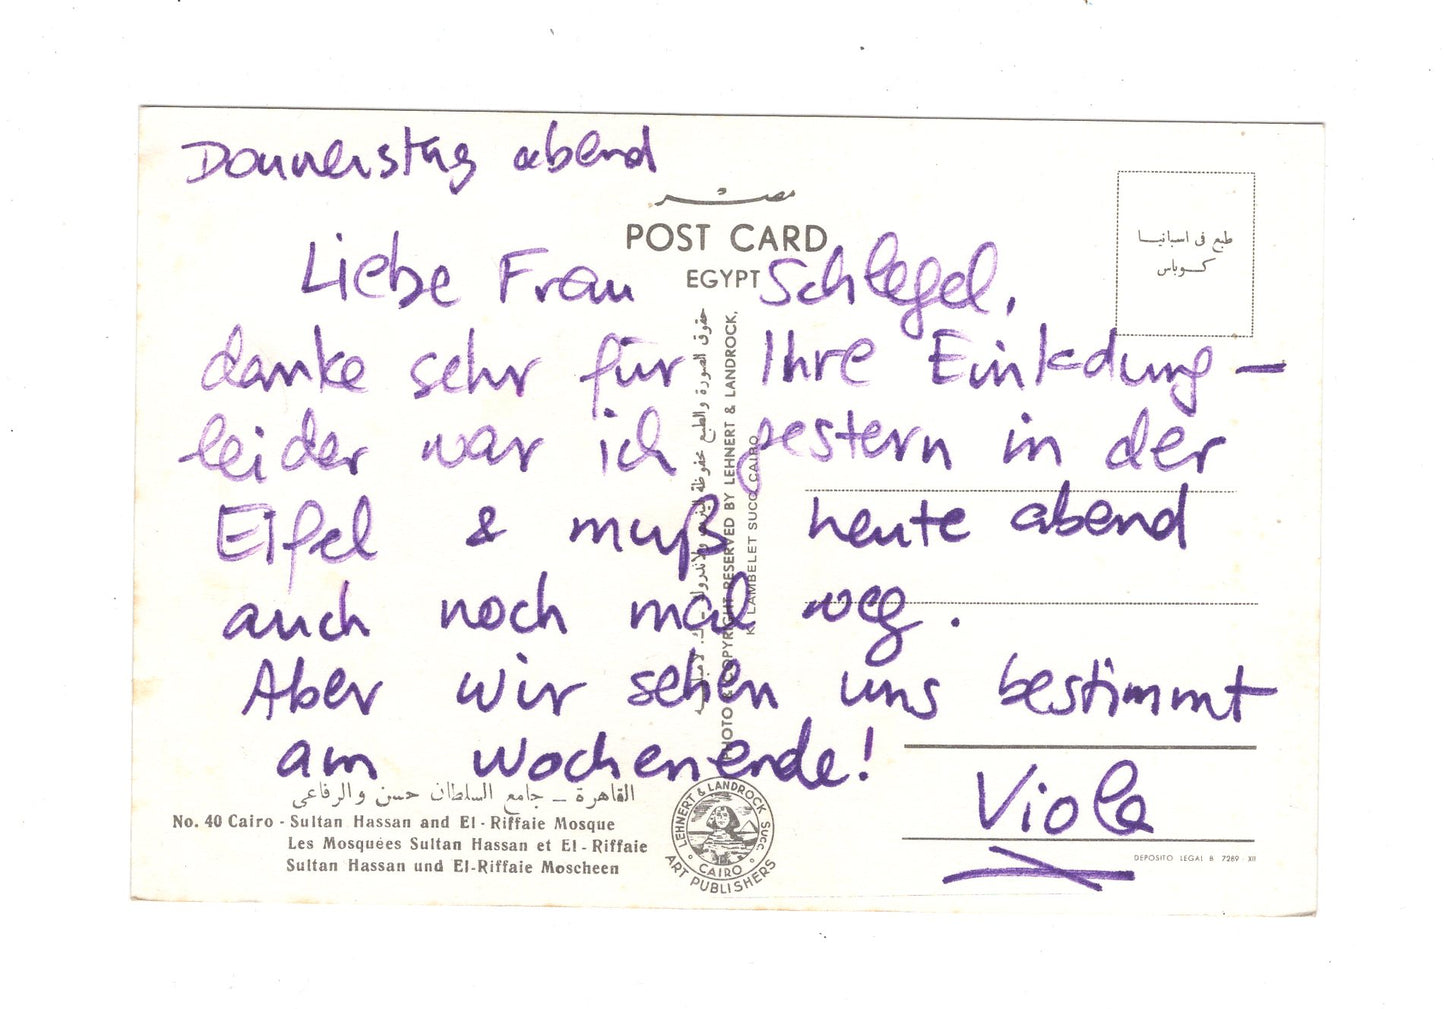 Donnerstag abend
مصر
POST CARD
EGYPT
طبع في اسبانيا
كوباس
Liebe Frau Schlegel,
danke sehr für Ihre Einladung –
leider war ich gestern in der
Eifel & muß heute abend
auch noch mal weg.
Aber wir sehen uns bestimmt
am Wochenende!
Viola
حقوق الصورة والطبع محفوظة
PHOTO & COPYRIGHT RESERVED BY LEHNERT & LANDROCK,
K. LAMBELET SUCC. CAIRO
القاهرة – جامع السلطان حسن والرفاعى
No. 40 Cairo - Sultan Hassan and El - Riffaie Mosque
Les Mosquées Sultan Hassan et El - Riffaie
Sultan Hassan und El-Riffaie Moscheen
LEHNERT & LANDROCK SUCC.
CAIRO
ART PUBLISHERS
DEPOSITO LEGAL B 7289 - XII